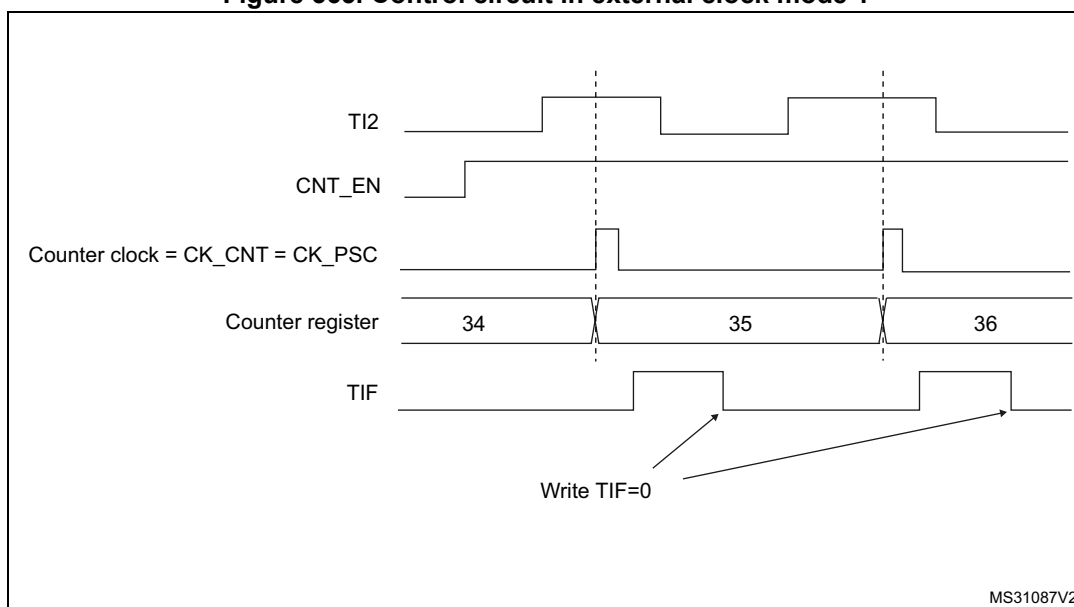 Figure Control circuit in external clock mode 1
TI2
CNT_EN
Counter clock = CK_CNT = CK_PSC
Counter register
34
35
36
TIF
Write TIF=0
MS31087V2